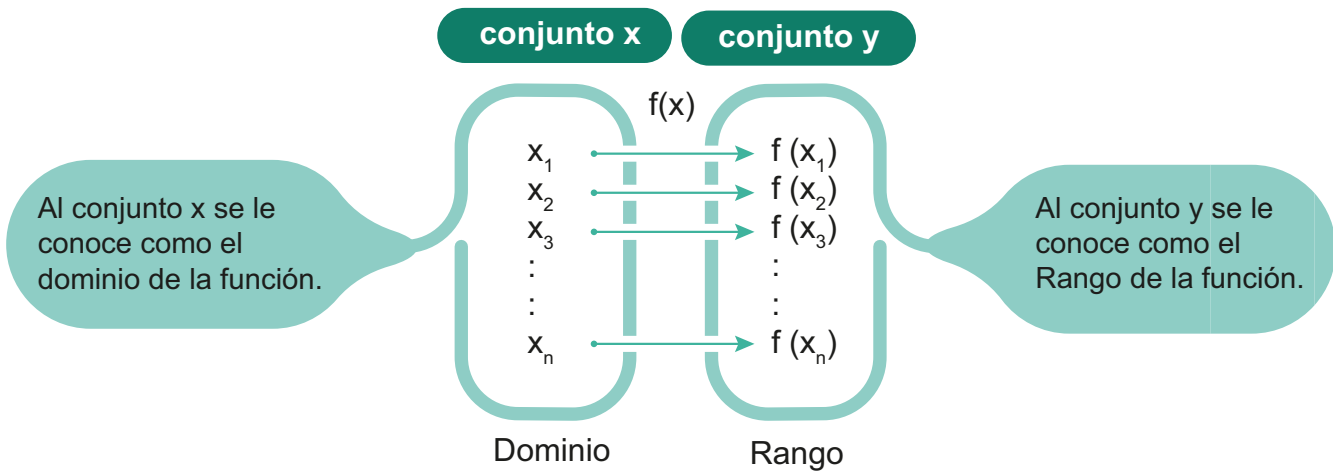 conjunto x
conjunto y
f(x)
x₁
f (x₁)
x₂
f (x₂)
x₃
f (x₃)
:
:
:
:
xₙ
f (xₙ)
Al conjunto x se le
conoce como el
dominio de la función.
Al conjunto y se le
conoce como el
Rango de la función.
Dominio
Rango